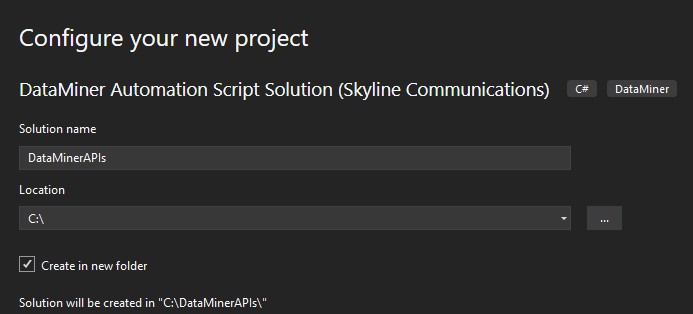 Configure your new project
DataMiner Automation Script Solution (Skyline Communications) C# DataMiner
Solution name
DataMinerAPIs
Location
C:\ ...
Create in new folder
Solution will be created in "C:\DataMinerAPIs\"